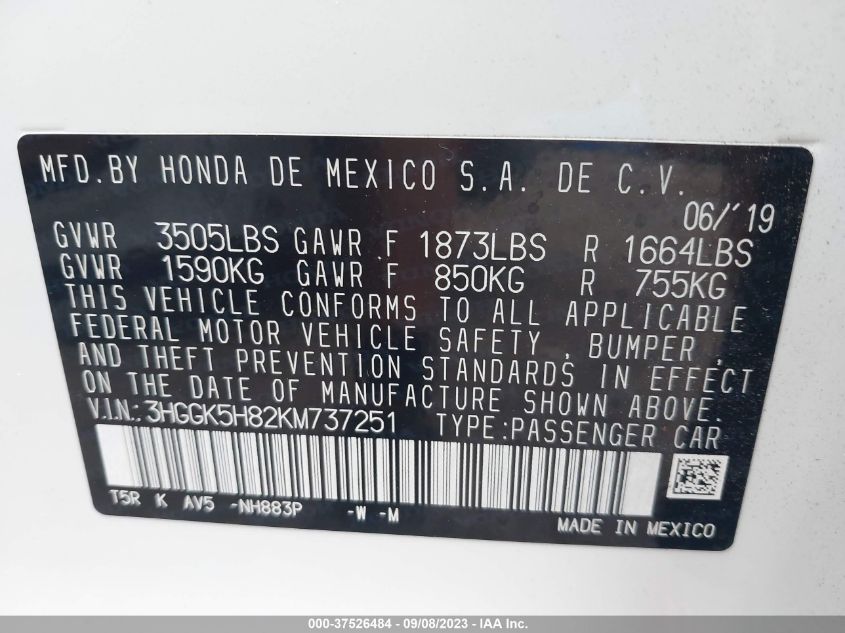 MFD.BY HONDA DE MEXICO S.A. DE C.V.
06/'19
GVWR 3505LBS GAWR F 1873LBS R 1664LBS
GVWR 1590KG GAWR F 850KG R 755KG
THIS VEHICLE CONFORMS TO ALL APPLICABLE
FEDERAL MOTOR VEHICLE SAFETY , BUMPER ,
AND THEFT PREVENTION STANDARDS IN EFFECT
ON THE DATE OF MANUFACTURE SHOWN ABOVE.
V.I.N.: 3HGGK5H82KM737251 TYPE:PASSENGER CAR
T5R K AV5 -NH883P -W -M
MADE IN MEXICO
000-37526484 - 09/08/2023 - © IAA Inc.